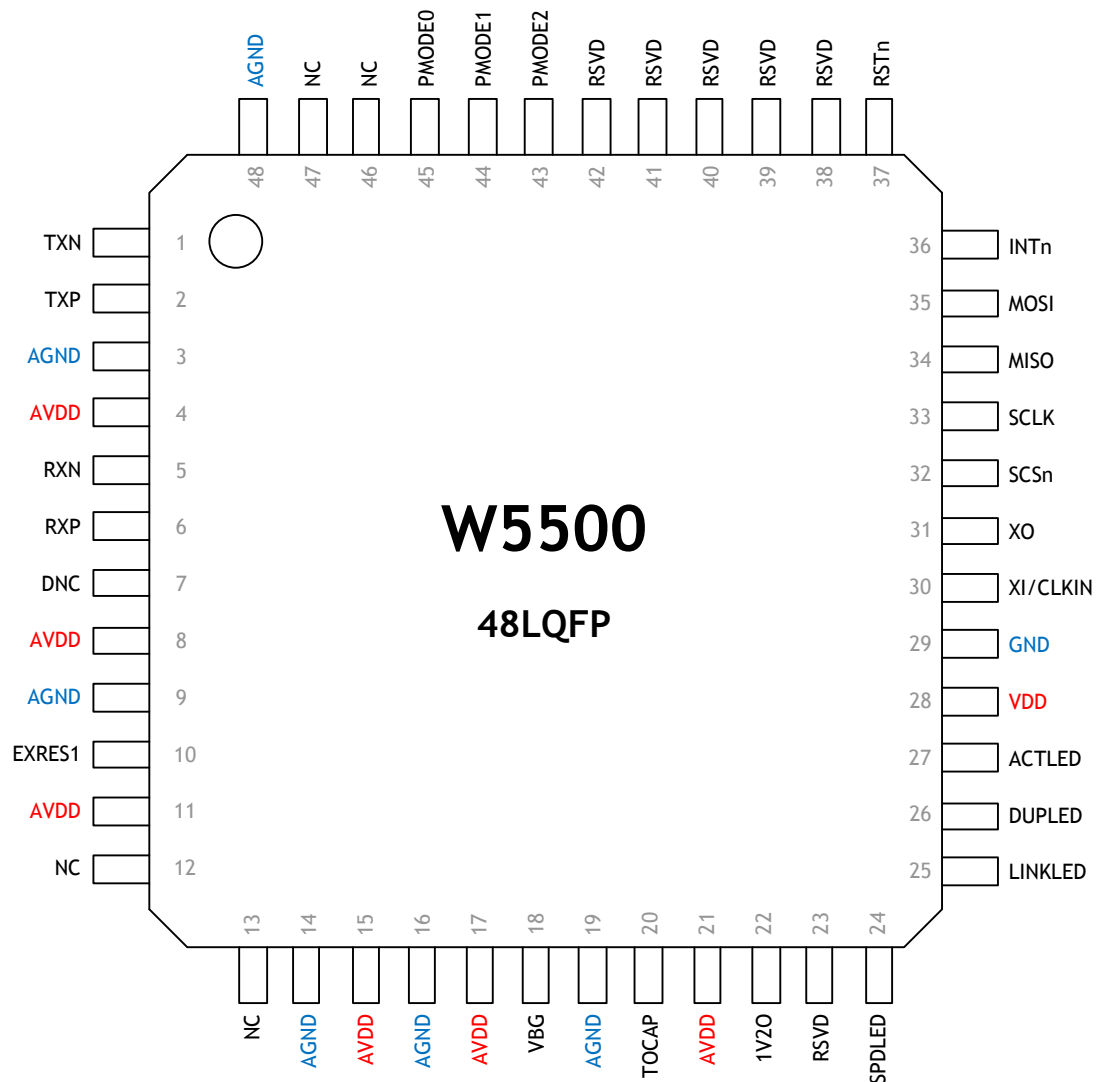 AGND NC NC PMODE0 PMODE1 PMODE2 RSVD RSVD RSVD RSVD RSVD RSTn
48 47 46 45 44 43 42 41 40 39 38 37
TXN 1 36 INTn
TXP 2 35 MOSI
AGND 3 34 MISO
AVDD 4 33 SCLK
RXN 5 32 SCSn
RXP 6 31 XO
DNC 7 30 XI/CLKIN
AVDD 8 29 GND
AGND 9 28 VDD
EXRES1 10 27 ACTLED
AVDD 11 26 DUPLED
NC 12 25 LINKLED
W5500
48LQFP
13 14 15 16 17 18 19 20 21 22 23 24
NC AGND AVDD AGND AVDD VBG AGND TOCAP AVDD 1V2O RSVD SPDLED